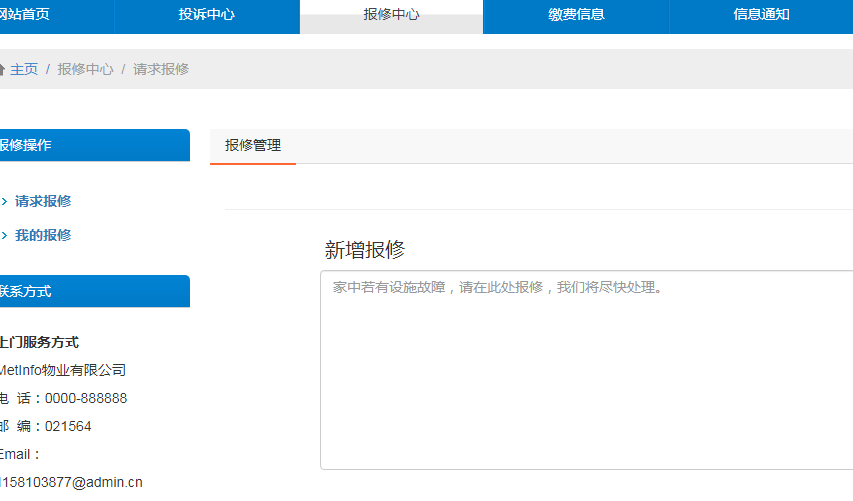 网站首页 投诉中心 报修中心 缴费信息 信息通知
主页 / 报修中心 / 请求报修
报修操作
报修管理
请求报修
我的报修
新增报修
家中若有设施故障，请在此处报修，我们将尽快处理。
联系方式
上门服务方式
MetInfo物业有限公司
电 话：0000-888888
邮 编：021564
Email：
1158103877@admin.cn